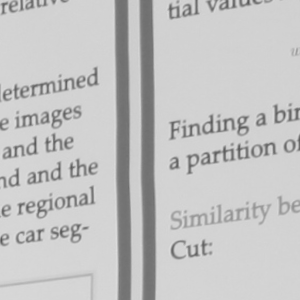 relative
determined
e images
and the
nd and the
e regional
e car seg-
tial values
Finding a bin
a partition of
Similarity be
Cut: